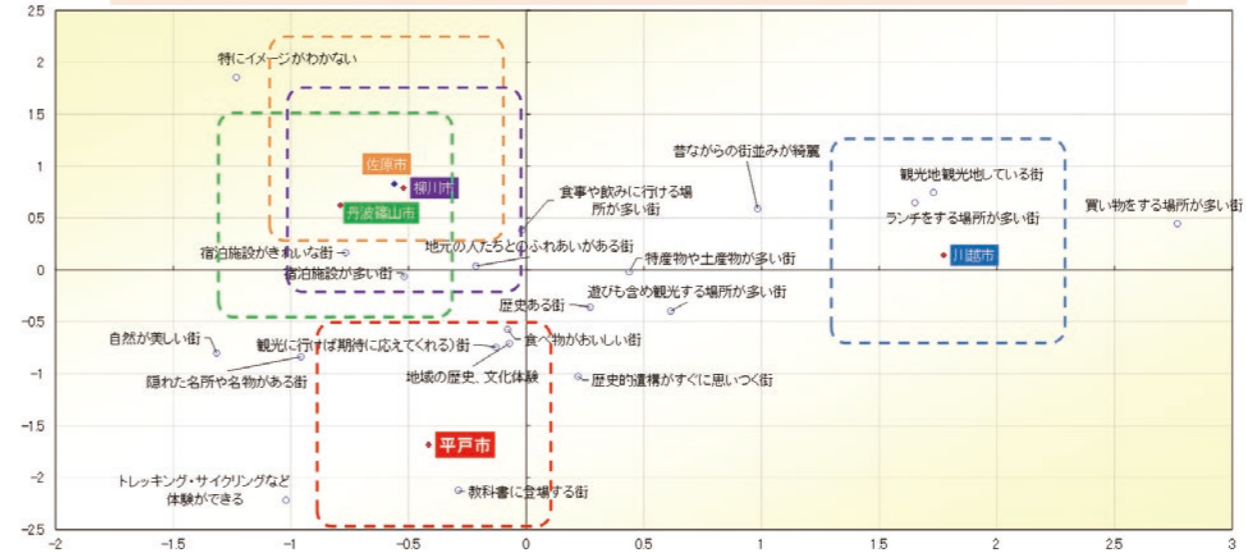 2.5
特にイメージがわかない
2
1.5
昔ながらの街並みが綺麗
1
佐原市
観光地観光地している街
柳川市
食事や飲みに行ける場
所が多い街
買い物をする場所が多い街
0.5
丹波篠山市
ランチをする場所が多い街
宿泊施設がきれいな街
地元の人たちとのふれあいがある街
特産物や土産物が多い街
川越市
0
宿泊施設が多い街
遊びも含め観光する場所が多い街
歴史ある街
-0.5
自然が美しい街
観光に行けば期待に応えてくれる)街
食べ物がおいしい街
-1
隠れた名所や名物がある街
地域の歴史、文化体験
歴史的遺構がすぐに思いつく街
-1.5
平戸市
-2
トレッキング・サイクリングなど
体験ができる
教科書に登場する街
-2.5
-2
-1.5
-1
-0.5
0
0.5
1
1.5
2
2.5
3